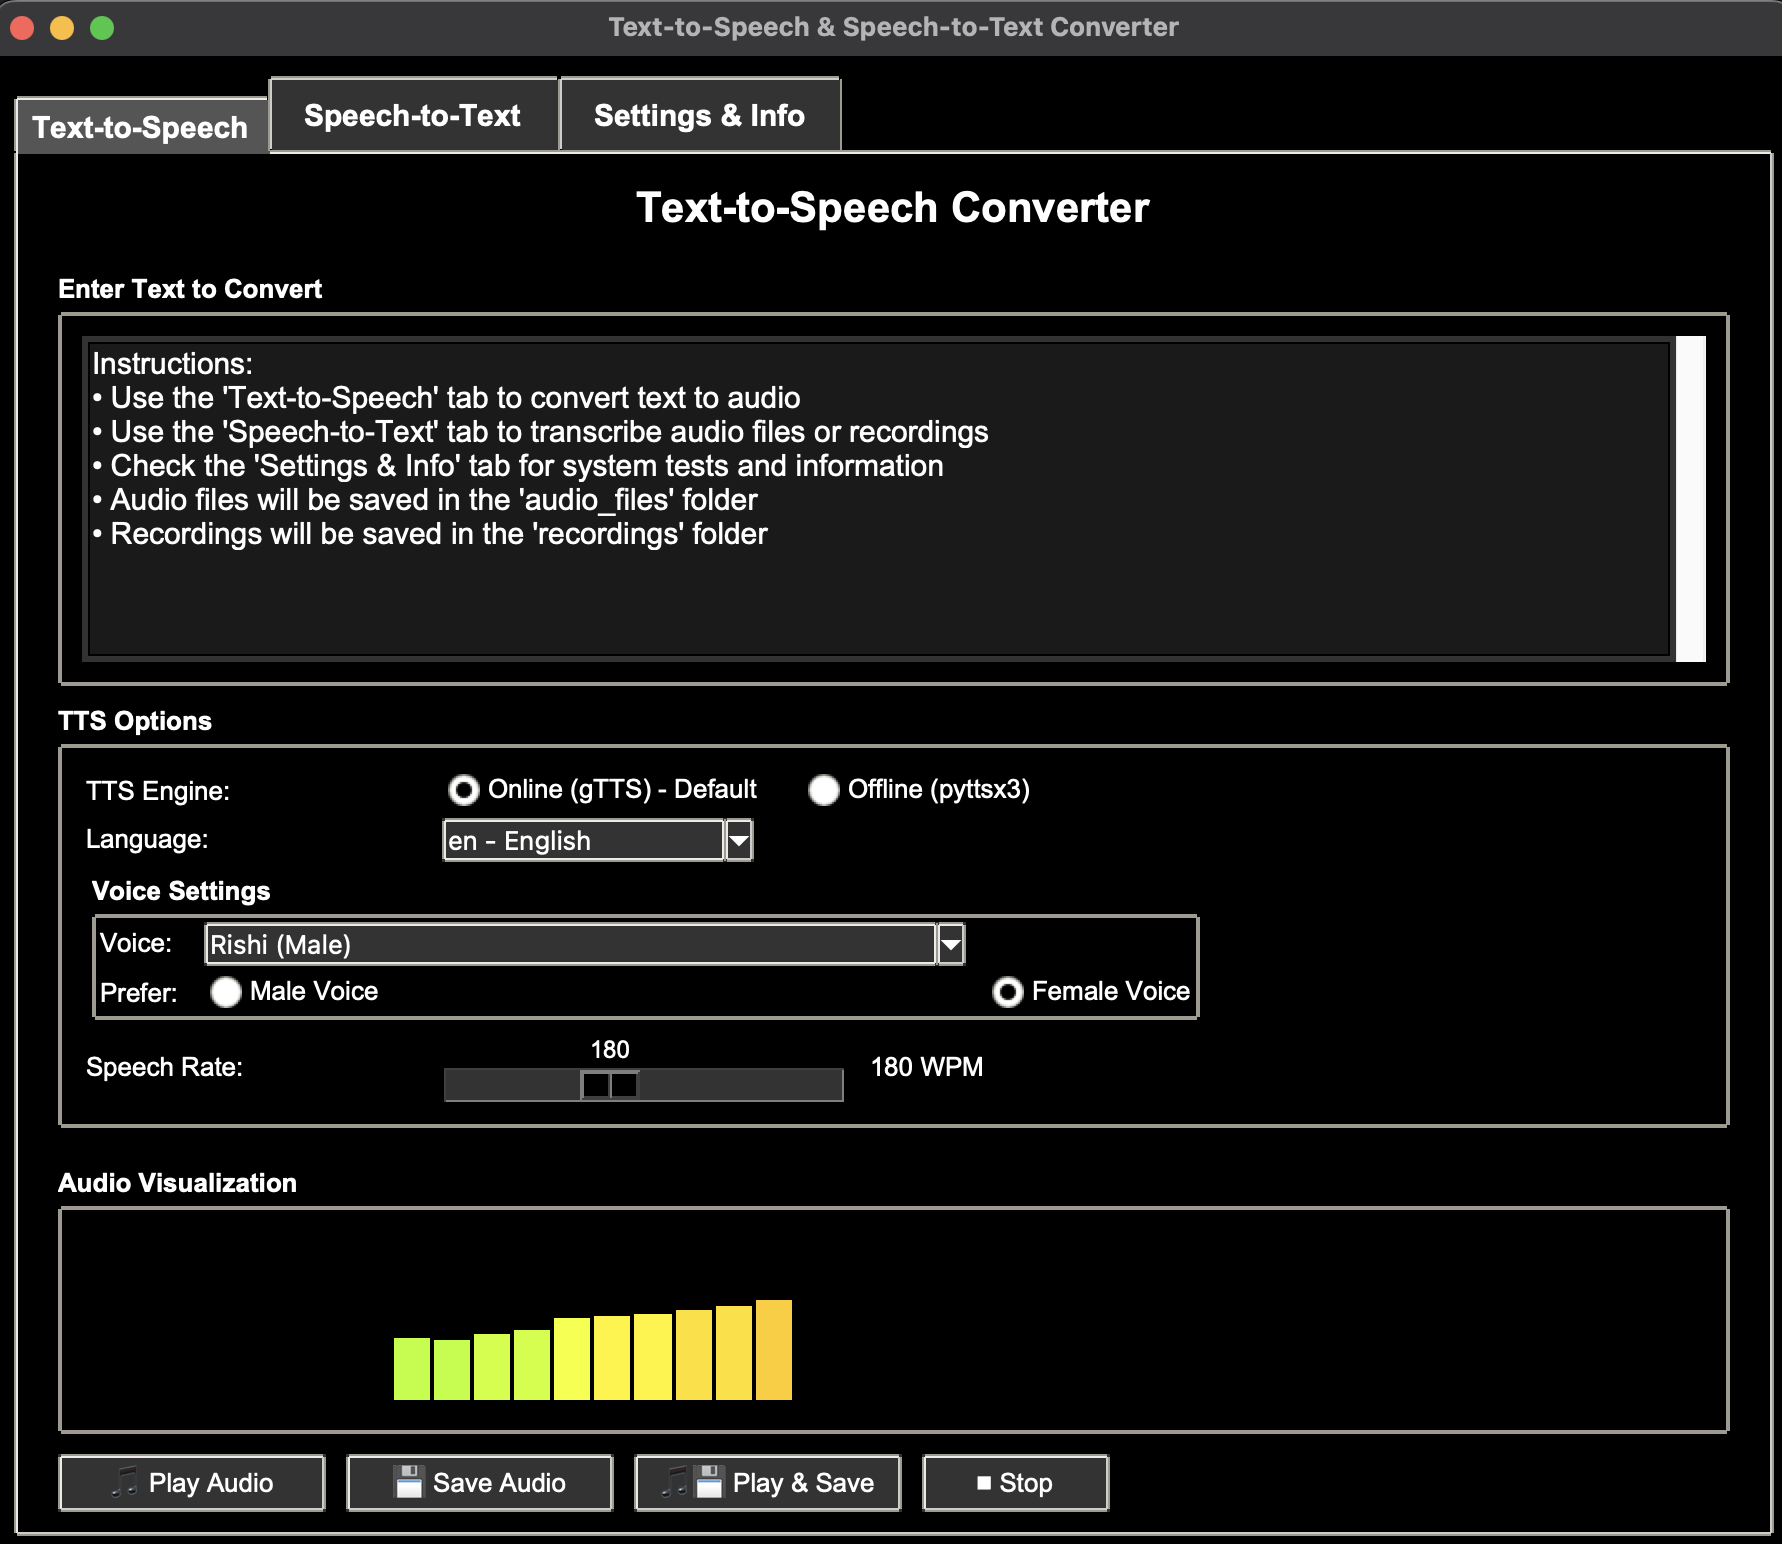 Text-to-Speech & Speech-to-Text Converter
Text-to-Speech
Speech-to-Text
Settings & Info
Text-to-Speech Converter
Enter Text to Convert
Instructions:
• Use the 'Text-to-Speech' tab to convert text to audio
• Use the 'Speech-to-Text' tab to transcribe audio files or recordings
• Check the 'Settings & Info' tab for system tests and information
• Audio files will be saved in the 'audio_files' folder
• Recordings will be saved in the 'recordings' folder
TTS Options
TTS Engine:
Online (gTTS) - Default
Offline (pyttsx3)
Language:
en - English
Voice Settings
Voice:
Rishi (Male)
Prefer:
Male Voice
Female Voice
180
Speech Rate:
180 WPM
Audio Visualization
🎵 Play Audio
💾 Save Audio
🎵💾 Play & Save
⏹ Stop